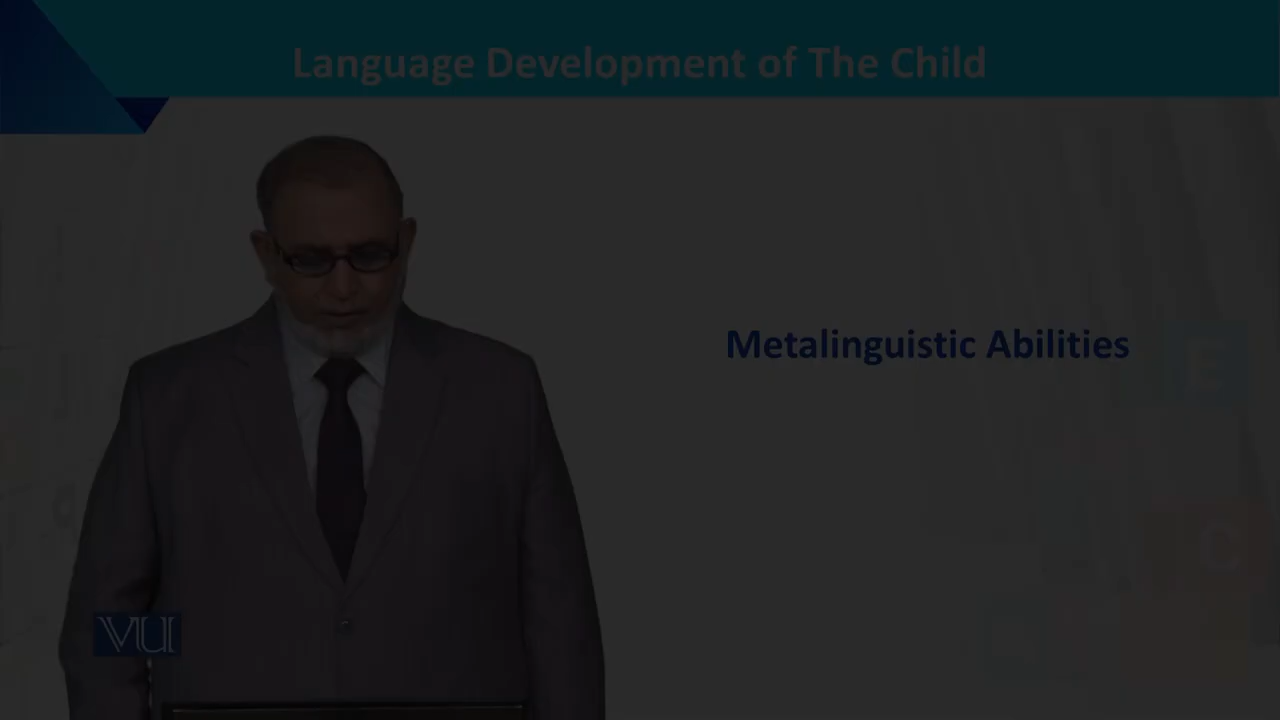 Language Development of The Child
Metalinguistic Abilities
E
C
VU